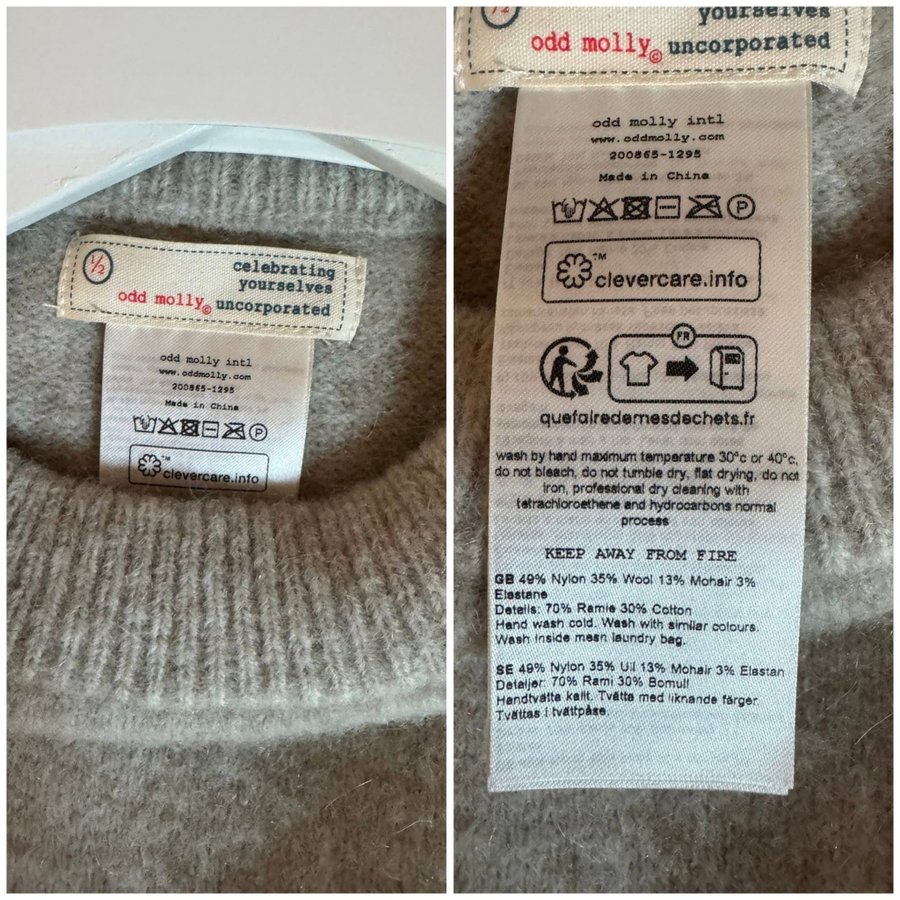 1/2
celebrating
yourselves
odd molly© uncorporated
odd molly intl
www.oddmolly.com
200865-1295
Made in China
P
™
clevercare.info
1/2
yourselves
odd molly© uncorporated
odd molly intl
www.oddmolly.com
200865-1295
Made in China
P
™
clevercare.info
FR
quefairedemesdechets.fr
wash by hand maximum temperature 30°c or 40°c,
do not bleach, do not tumble dry, flat drying, do not
iron, professional dry cleaning with
tetrachloroethene and hydrocarbons normal
process
KEEP AWAY FROM FIRE
GB 49% Nylon 35% Wool 13% Mohair 3%
Elastane
Details: 70% Ramie 30% Cotton
Hand wash cold. Wash with similar colours.
Wash inside mesh laundry bag.
SE 49% Nylon 35% Ull 13% Mohair 3% Elastan
Detaljer: 70% Rami 30% Bomull
Handtvätta kallt. Tvätta med liknande färger.
Tvättas i tvättpåse.